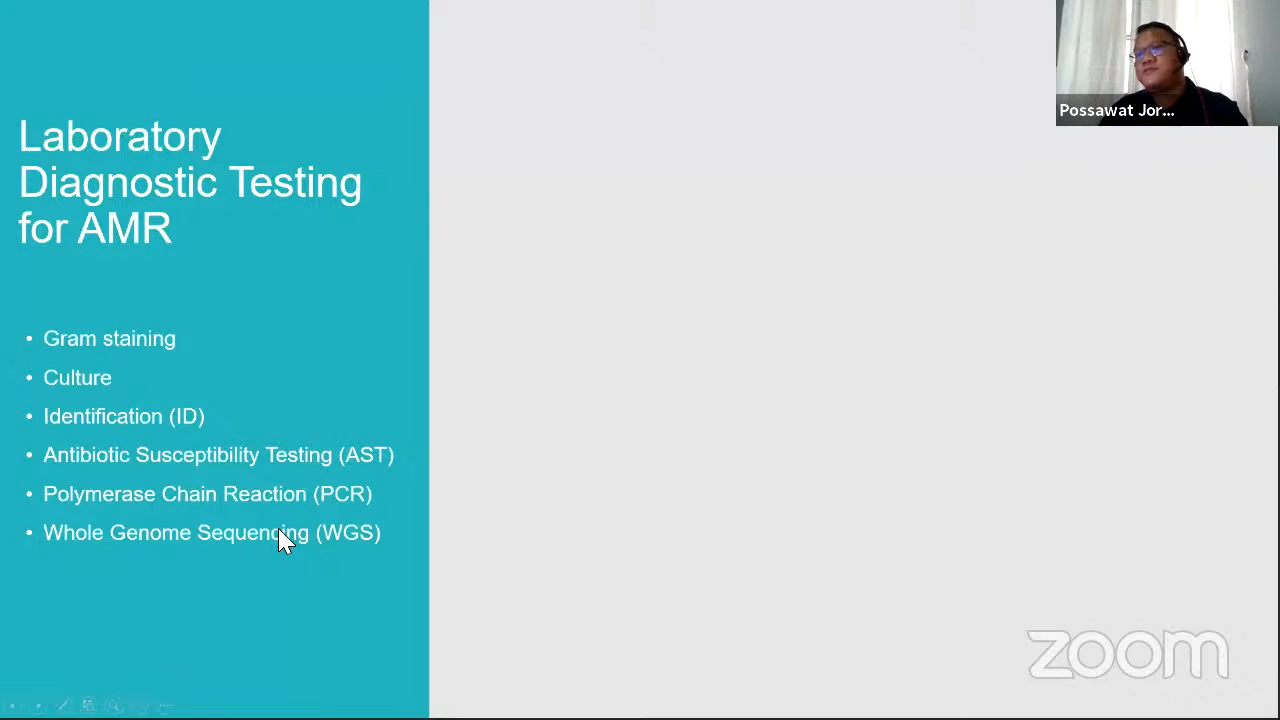 Laboratory
Diagnostic Testing
for AMR
• Gram staining
• Culture
• Identification (ID)
• Antibiotic Susceptibility Testing (AST)
• Polymerase Chain Reaction (PCR)
• Whole Genome Sequencing (WGS)
Possawat Jor...
zoom